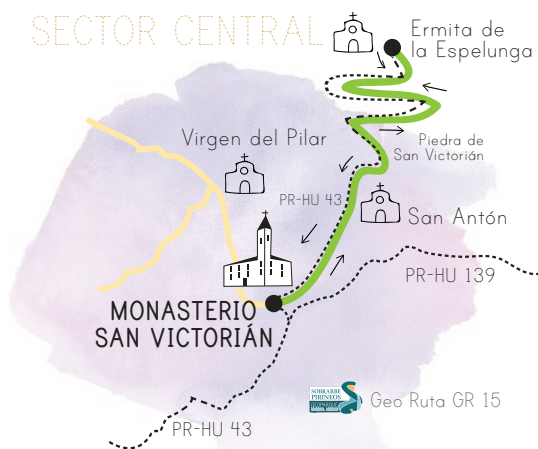 SECTOR CENTRAL
Ermita de
la Espelunga
Virgen del Pilar
Piedra de
San Victorián
PR-HU 43
San Antón
PR-HU 139
MONASTERIO
SAN VICTORIÁN
SOBRARBE
PIRINEOS
GEOPARQUE
Geo Ruta GR 15
PR-HU 43